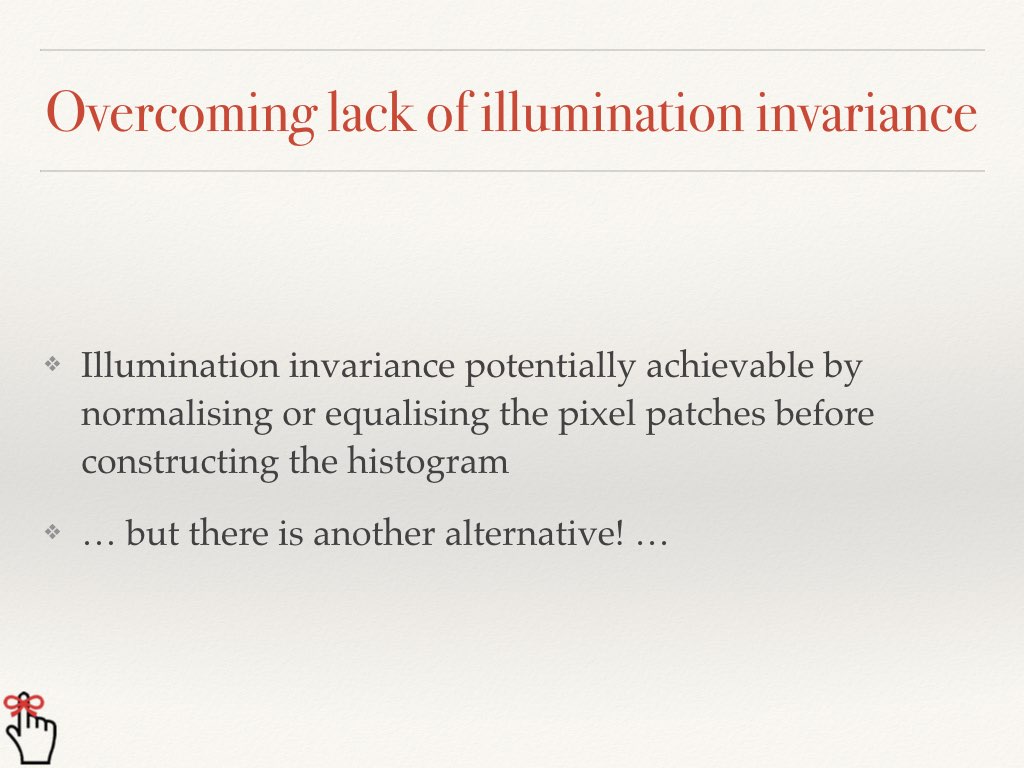 Overcoming lack of illumination invariance
❖ Illumination invariance potentially achievable by
normalising or equalising the pixel patches before
constructing the histogram
❖ … but there is another alternative! …